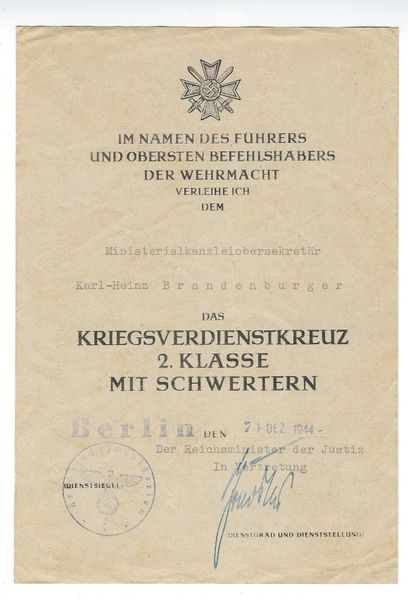 IM NAMEN DES FÜHRERS
UND OBERSTEN BEFEHLSHABERS
DER WEHRMACHT
VERLEIHE ICH
DEM
Ministerialkanzleiobersekretär
Karl-Heinz Brandenburger
DAS
KRIEGSVERDIENSTKREUZ
2. KLASSE
MIT SCHWERTERN
Berlin DEN DEZ. 1944
Der Reichsminister der Justiz
In Vertretung
(DIENSTSIEGEL)
(DIENSTGRAD UND DIENSTSTELLUNG)